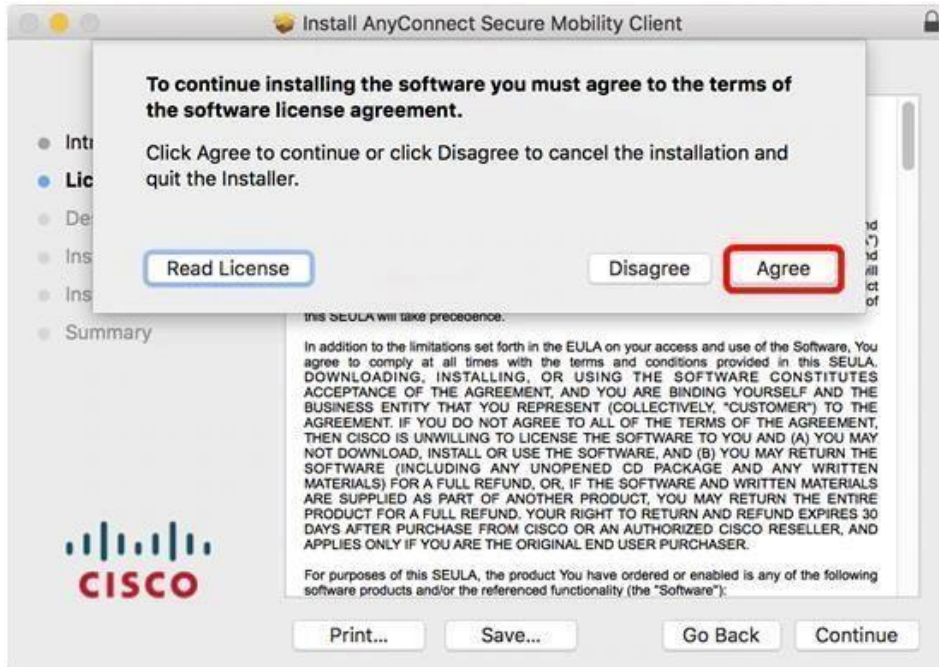 Install AnyConnect Secure Mobility Client
To continue installing the software you must agree to the terms of
the software license agreement.
Click Agree to continue or click Disagree to cancel the installation and
quit the Installer.
Read License
Disagree
Agree
Summary
this SEULA will take precedence.
In addition to the limitations set forth in the EULA on your access and use of the Software, You
agree to comply at all times with the terms and conditions provided in this SEULA.
DOWNLOADING, INSTALLING, OR USING THE SOFTWARE CONSTITUTES
ACCEPTANCE OF THE AGREEMENT, AND YOU ARE BINDING YOURSELF AND THE
BUSINESS ENTITY THAT YOU REPRESENT (COLLECTIVELY, "CUSTOMER") TO THE
AGREEMENT. IF YOU DO NOT AGREE TO ALL OF THE TERMS OF THE AGREEMENT,
THEN CISCO IS UNWILLING TO LICENSE THE SOFTWARE TO YOU AND (A) YOU MAY
NOT DOWNLOAD, INSTALL OR USE THE SOFTWARE, AND (B) YOU MAY RETURN THE
SOFTWARE (INCLUDING ANY UNOPENED CD PACKAGE AND ANY WRITTEN
MATERIALS) FOR A FULL REFUND, OR, IF THE SOFTWARE AND WRITTEN MATERIALS
ARE SUPPLIED AS PART OF ANOTHER PRODUCT, YOU MAY RETURN THE ENTIRE
PRODUCT FOR A FULL REFUND. YOUR RIGHT TO RETURN AND REFUND EXPIRES 30
DAYS AFTER PURCHASE FROM CISCO OR AN AUTHORIZED CISCO RESELLER, AND
APPLIES ONLY IF YOU ARE THE ORIGINAL END USER PURCHASER.
For purposes of this SEULA, the product You have ordered or enabled is any of the following
software products and/or the referenced functionality (the "Software"):
CISCO
Print...
Save...
Go Back
Continue